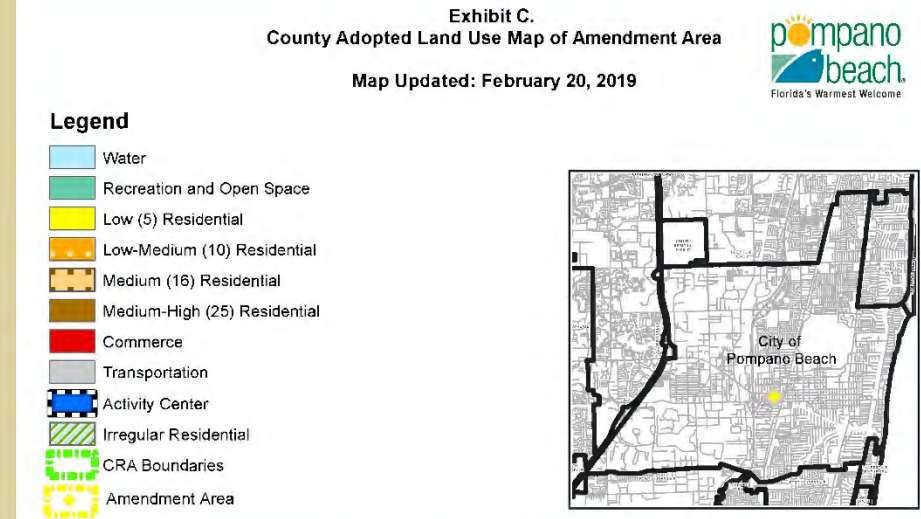 Exhibit C.
County Adopted Land Use Map of Amendment Area
Map Updated: February 20, 2019
pompano
beach
Florida's Warmest Welcome
Legend
Water
Recreation and Open Space
Low (5) Residential
Low-Medium (10) Residential
Medium (16) Residential
Medium-High (25) Residential
Commerce
Transportation
Activity Center
Irregular Residential
CRA Boundaries
Amendment Area
City of
Pompano Beach